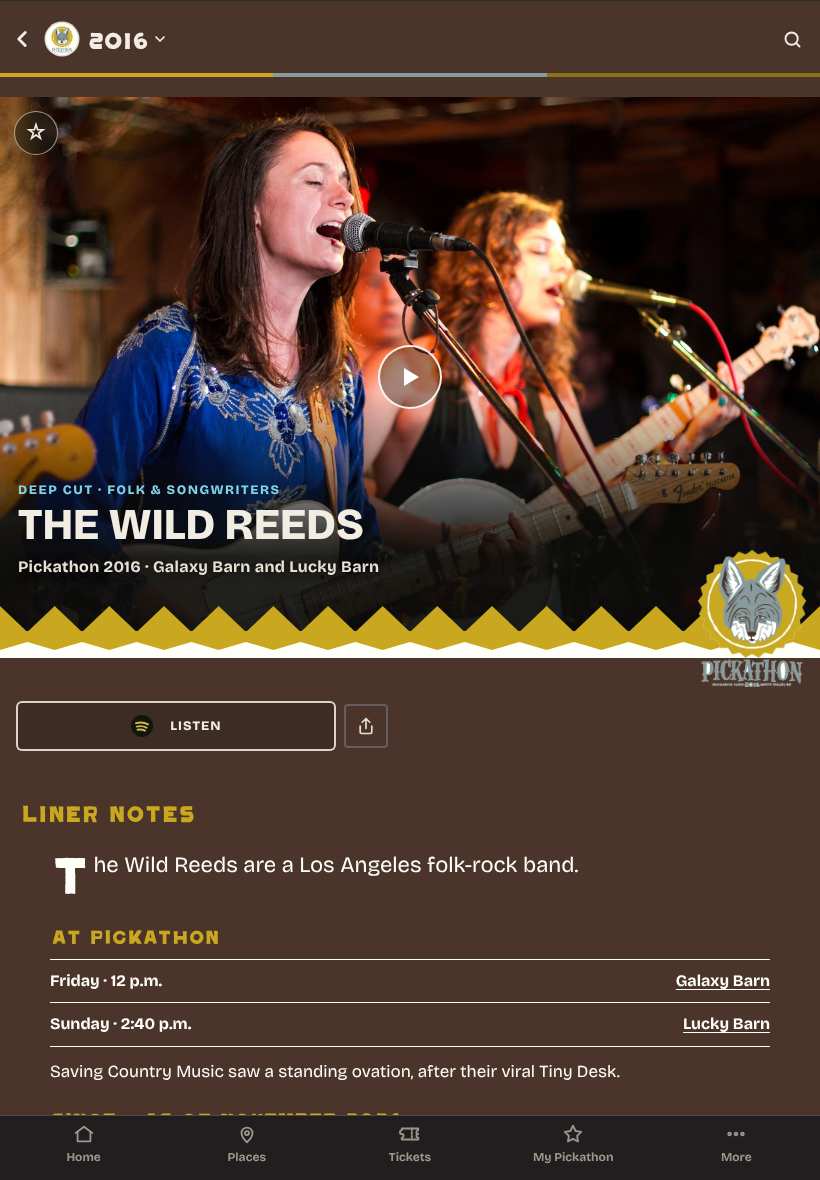 2016
DEEP CUT · FOLK & SONGWRITERS
THE WILD REEDS
Pickathon 2016 · Galaxy Barn and Lucky Barn
PICKATHON
LISTEN
LINER NOTES
The Wild Reeds are a Los Angeles folk-rock band.
AT PICKATHON
Friday · 12 p.m. Galaxy Barn
Sunday · 2:40 p.m. Lucky Barn
Saving Country Music saw a standing ovation, after their viral Tiny Desk.
Home Places Tickets My Pickathon More